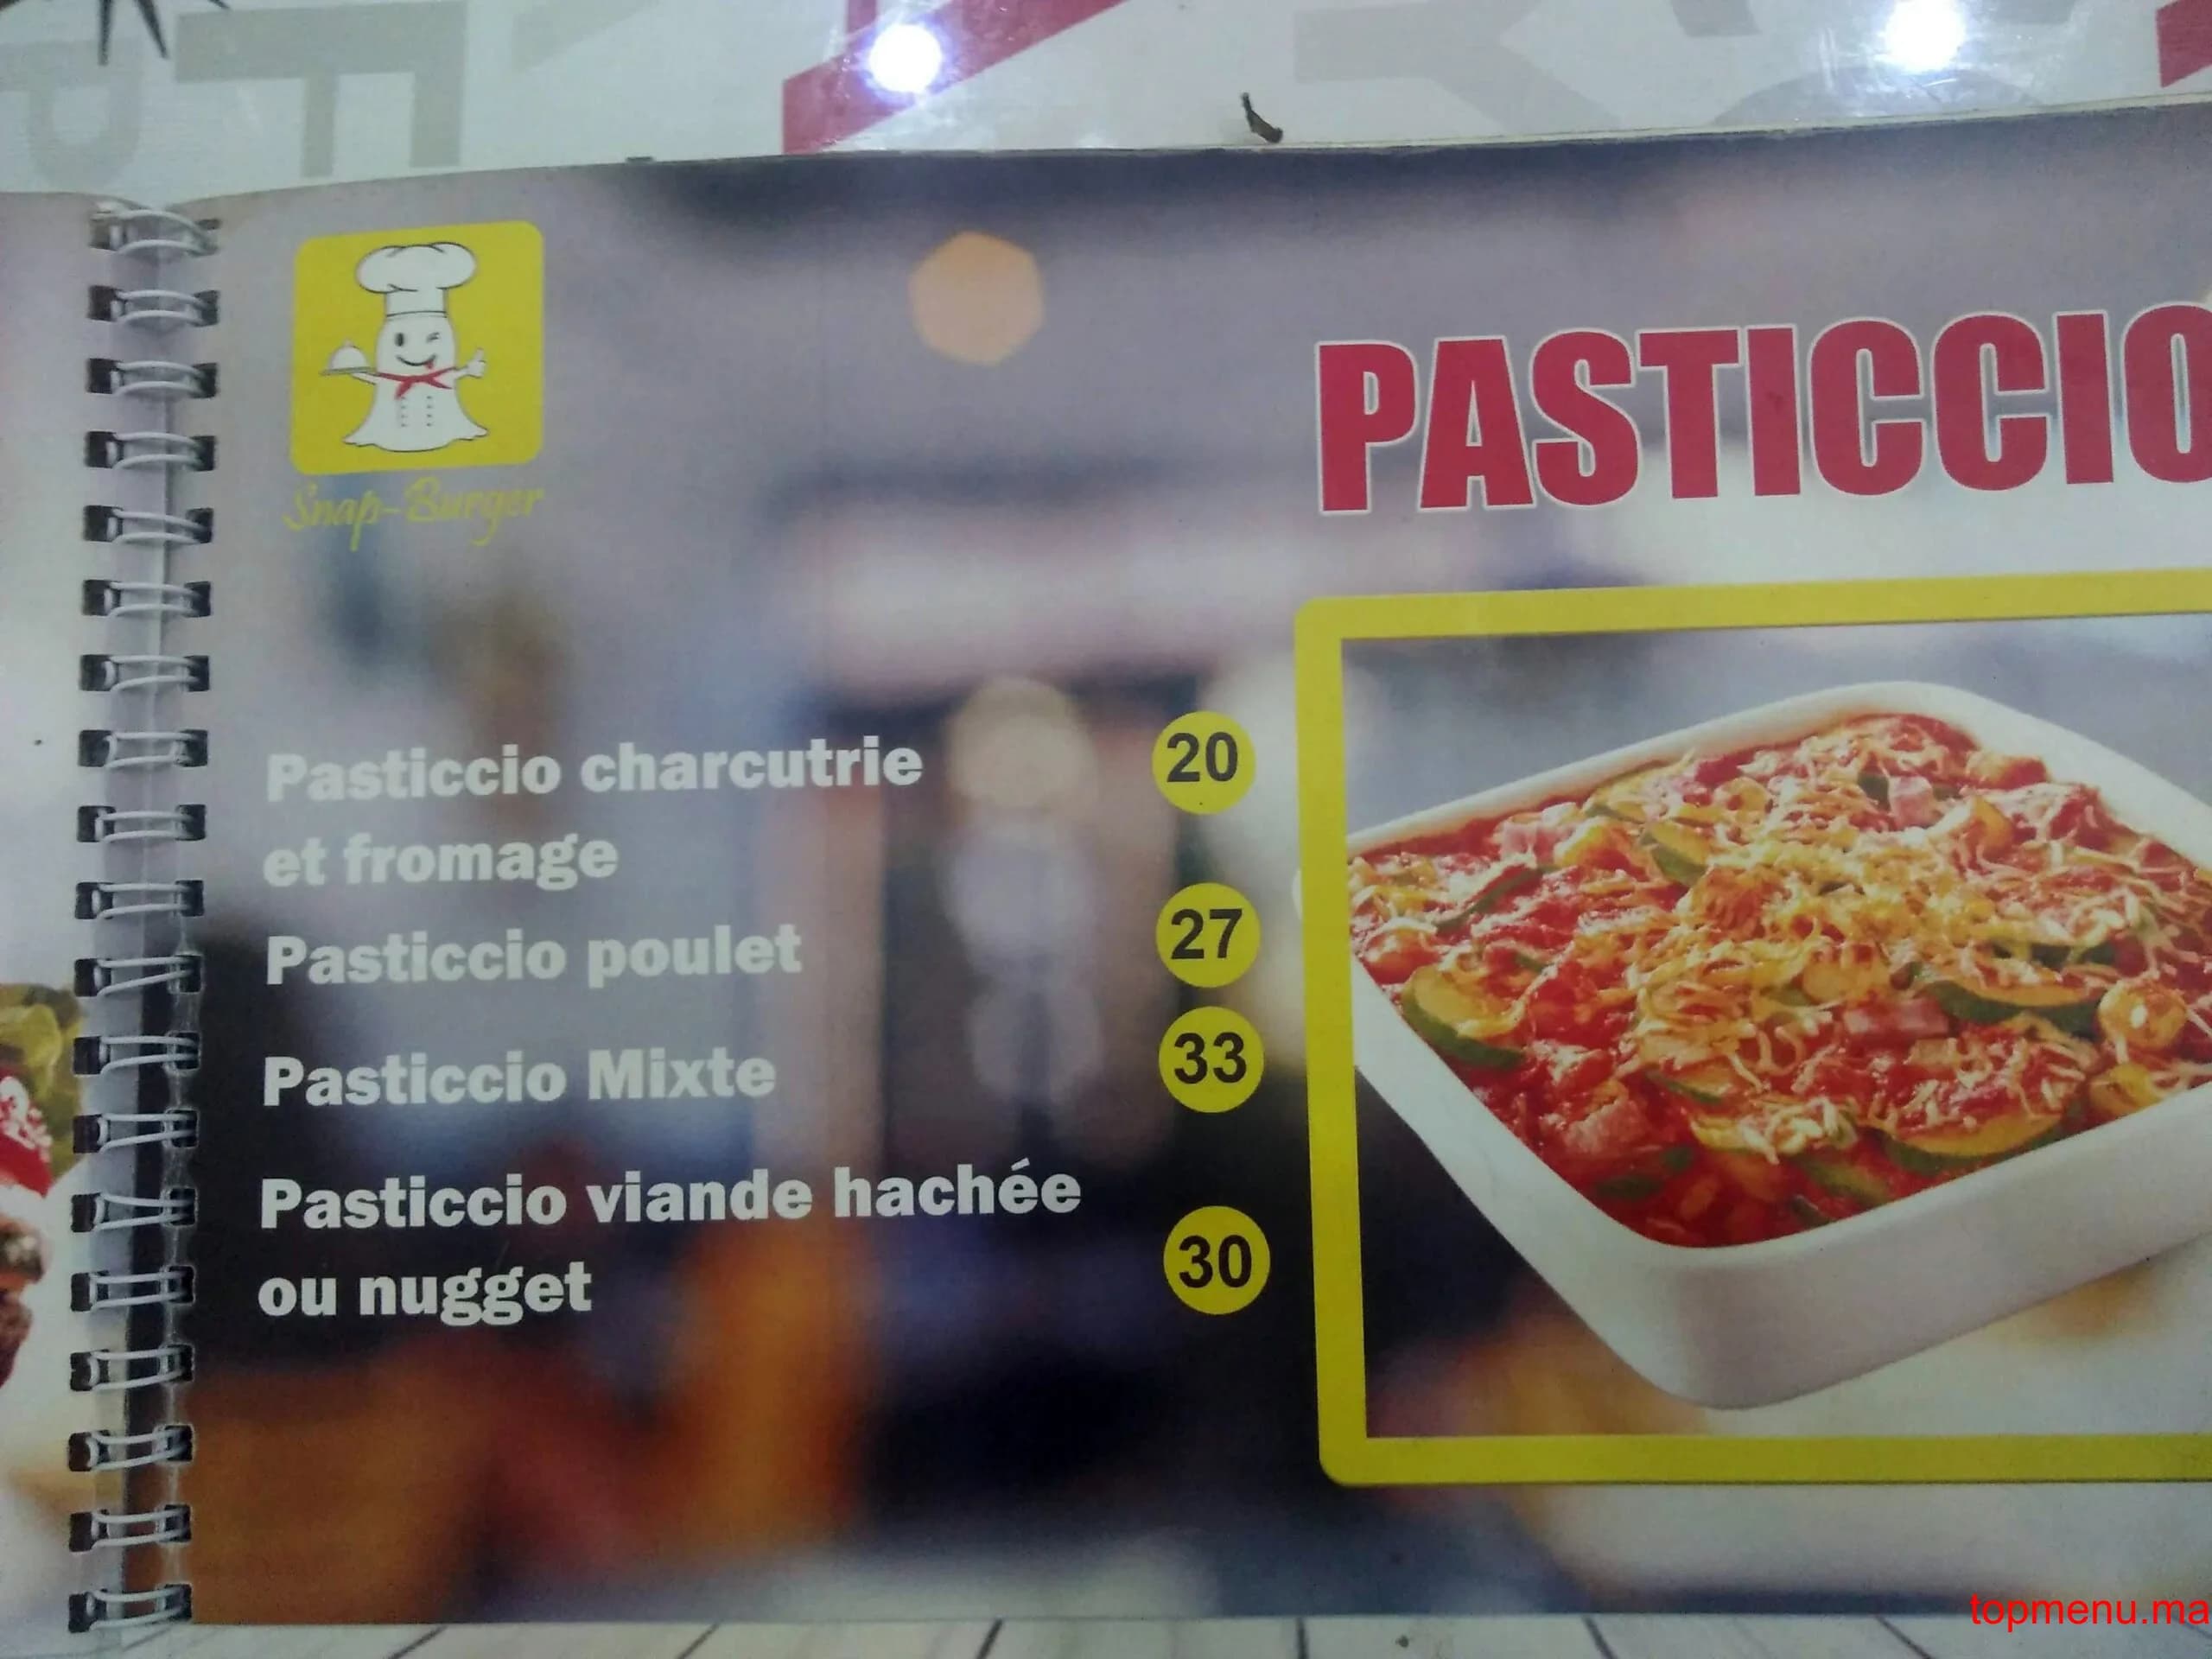 Snap-Burger
PASTICCIO
Pasticcio charcutrie 20
et fromage
Pasticcio poulet 27
Pasticcio Mixte 33
Pasticcio viande hachée
ou nugget 30
topmenu.ma